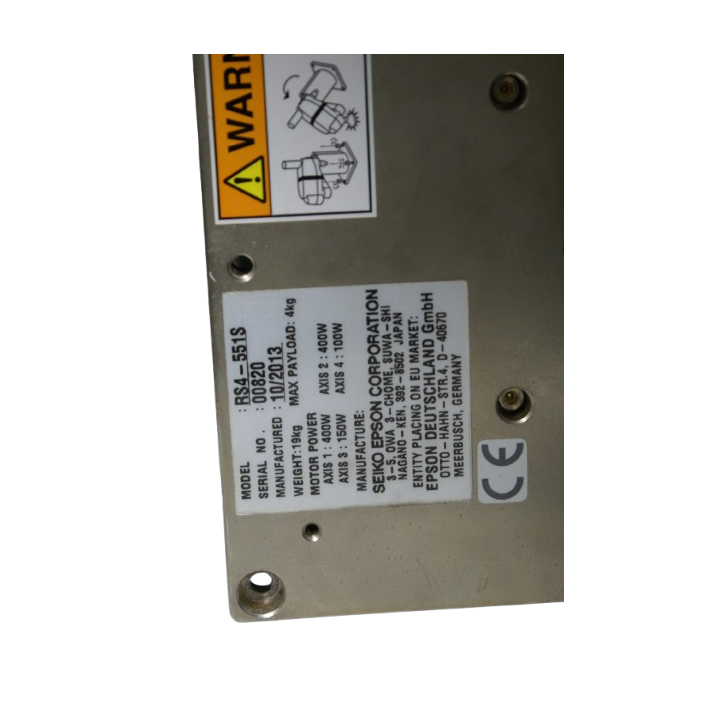 WARN
MODEL : RS4-551S
SERIAL NO. : 00820
MANUFACTURED : 10/2013
WEIGHT:19kg MAX PAYLOAD: 4kg
MOTOR POWER
AXIS 1 : 400W AXIS 2 : 400W
AXIS 3 : 150W AXIS 4 : 100W
MANUFACTURE:
SEIKO EPSON CORPORATION
3-5, OWA 3-CHOME, SUWA-SHI
NAGANO-KEN, 392-8502 JAPAN
ENTITY PLACING ON EU MARKET:
EPSON DEUTSCHLAND GmbH
OTTO-HAHN-STR.4, D-40670
MEERBUSCH, GERMANY
CE